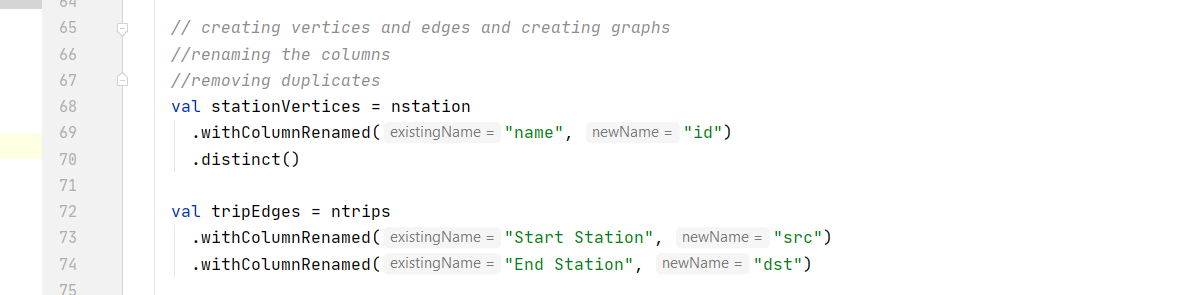 64
65 // creating vertices and edges and creating graphs
66 //renaming the columns
67 //removing duplicates
68 val stationVertices = nstation
69 .withColumnRenamed( existingName = "name", newName = "id")
70 .distinct()
71
72 val tripEdges = ntrips
73 .withColumnRenamed( existingName = "Start Station", newName = "src")
74 .withColumnRenamed( existingName = "End Station", newName = "dst")
75